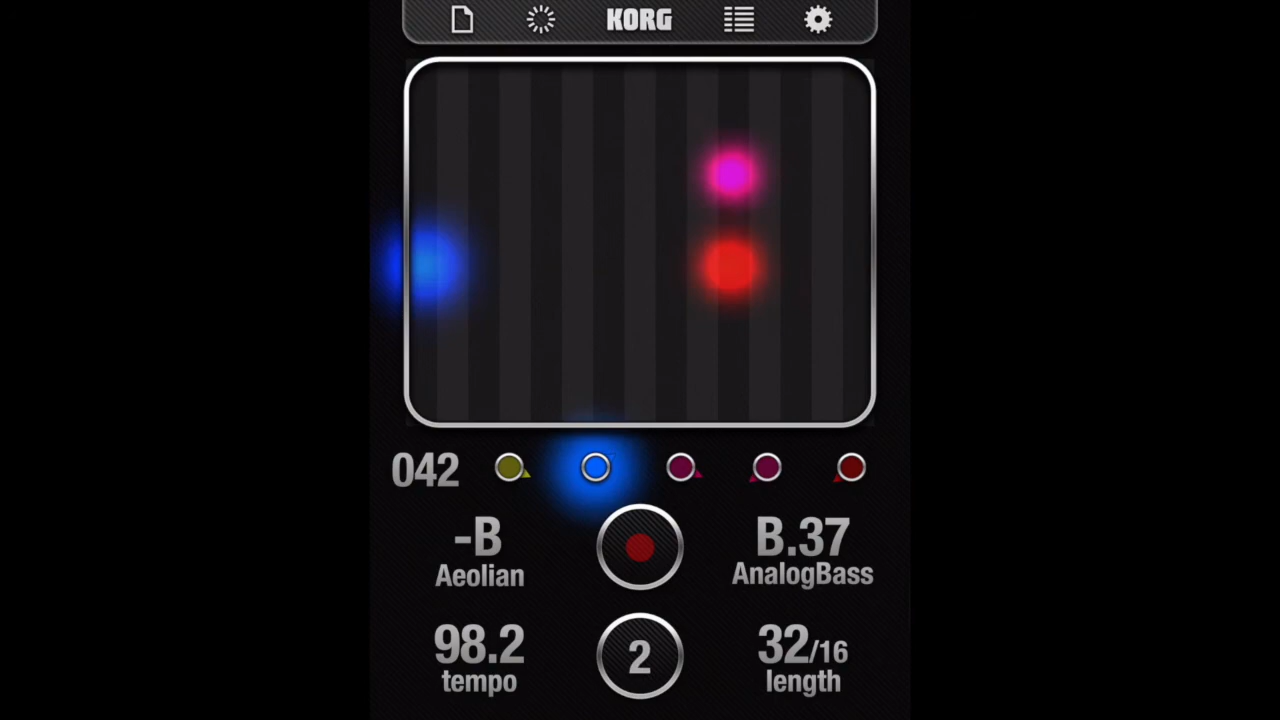 KORG
042
-B
Aeolian
B.37
AnalogBass
98.2
tempo
2
32/16
length